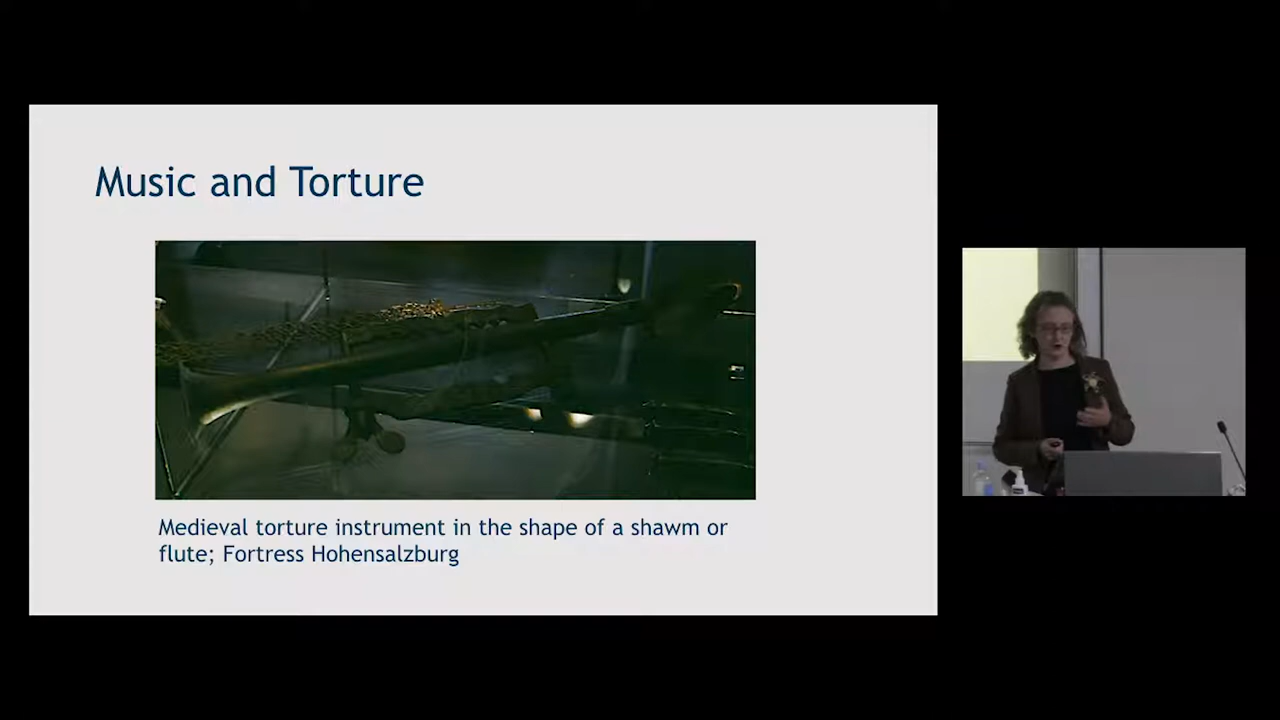 Music and Torture
Medieval torture instrument in the shape of a shawm or
flute; Fortress Hohensalzburg